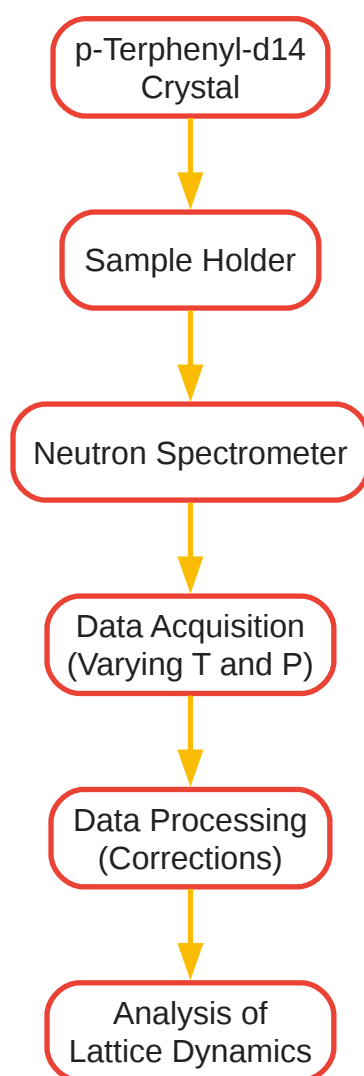 p-Terphenyl-d14
Crystal
Sample Holder
Neutron Spectrometer
Data Acquisition
(Varying T and P)
Data Processing
(Corrections)
Analysis of
Lattice Dynamics